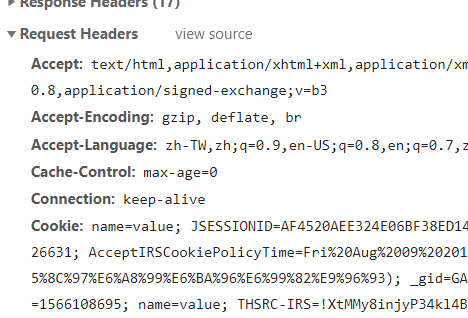 Response Headers (17)
Request Headers view source
Accept: text/html,application/xhtml+xml,application/xm
0.8,application/signed-exchange;v=b3
Accept-Encoding: gzip, deflate, br
Accept-Language: zh-TW,zh;q=0.9,en-US;q=0.8,en;q=0.7,z
Cache-Control: max-age=0
Connection: keep-alive
Cookie: name=value; JSESSIONID=AF4520AEE324E06BF38ED14
26631; AcceptIRSCookiePolicyTime=Fri%20Aug%2009%20201
5%8C%97%E6%A8%99%E6%BA%96%E6%99%82%E9%96%93); _gid=GA
=1566108695; name=value; THSRC-IRS=!XtMMy8injyP34kl4B